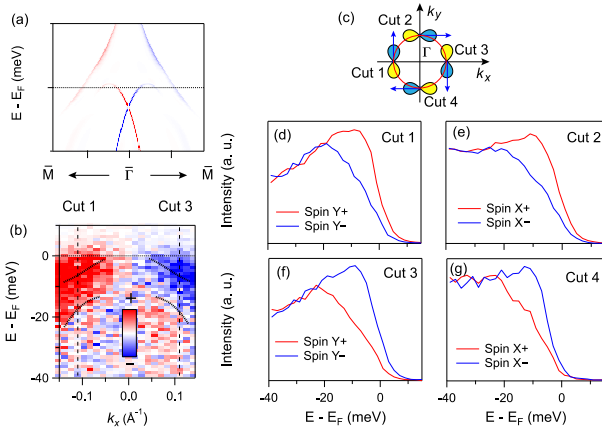 (a)
E - E_F (meV)
M̅ ← Γ̅ → M̅
(b)
Cut 1
Cut 3
E - E_F (meV)
0
-20
-40
+
−
-0.1
0.0
0.1
k_x (Å⁻¹)
(c)
k_y
k_x
Γ
Cut 2
Cut 3
Cut 1
Cut 4
(d)
Cut 1
Intensity (a. u.)
Spin Y+
Spin Y−
(e)
Cut 2
Spin X+
Spin X−
(f)
Cut 3
Intensity (a. u.)
Spin Y+
Spin Y−
-40
-20
0
E - E_F (meV)
(g)
Cut 4
Spin X+
Spin X−
-40
-20
0
E - E_F (meV)